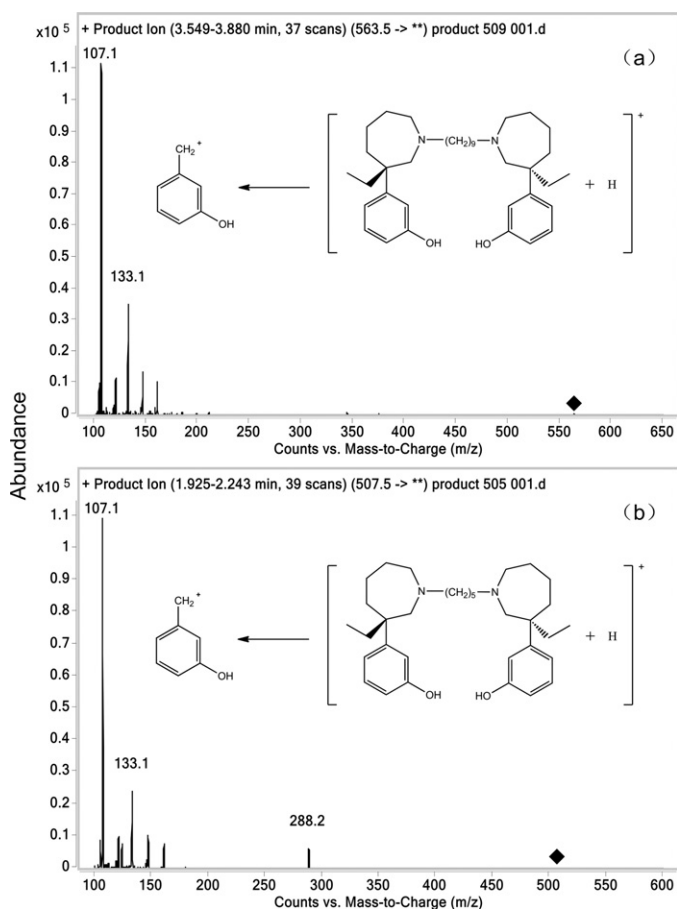 + Product Ion (3.549-3.880 min, 37 scans) (563.5 -> **) product 509 001.d
x10 5
(a)
107.1
1.1
1
0.9
0.8
0.7
0.6
0.5
0.4
0.3
0.2
0.1
0
133.1
CH2+
OH
N—(CH2)9—N
OH
HO
+ H
+
100 150 200 250 300 350 400 450 500 550 600 650
Counts vs. Mass-to-Charge (m/z)
Abundance
+ Product Ion (1.925-2.243 min, 39 scans) (507.5 -> **) product 505 001.d
x10 5
(b)
107.1
1.1
1
0.9
0.8
0.7
0.6
0.5
0.4
0.3
0.2
0.1
0
133.1
288.2
CH2+
OH
N—(CH2)5—N
OH
HO
+ H
+
100 150 200 250 300 350 400 450 500 550 600
Counts vs. Mass-to-Charge (m/z)